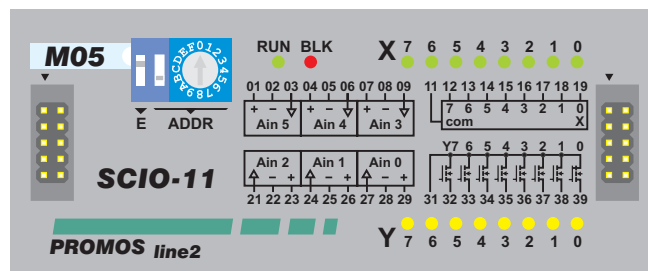 M05
RUN BLK
X 7 6 5 4 3 2 1 0
0123456789ABCDEF
E ADDR
01 02 03 04 05 06 07 08 09
+ - + - + -
Ain 5 Ain 4 Ain 3
11 12 13 14 15 16 17 18 19
7 6 5 4 3 2 1 0
com X
SCIO-11
Ain 2 Ain 1 Ain 0
- + - + - +
21 22 23 24 25 26 27 28 29
Y7 6 5 4 3 2 1 0
31 32 33 34 35 36 37 38 39
Y 7 6 5 4 3 2 1 0
PROMOS line2